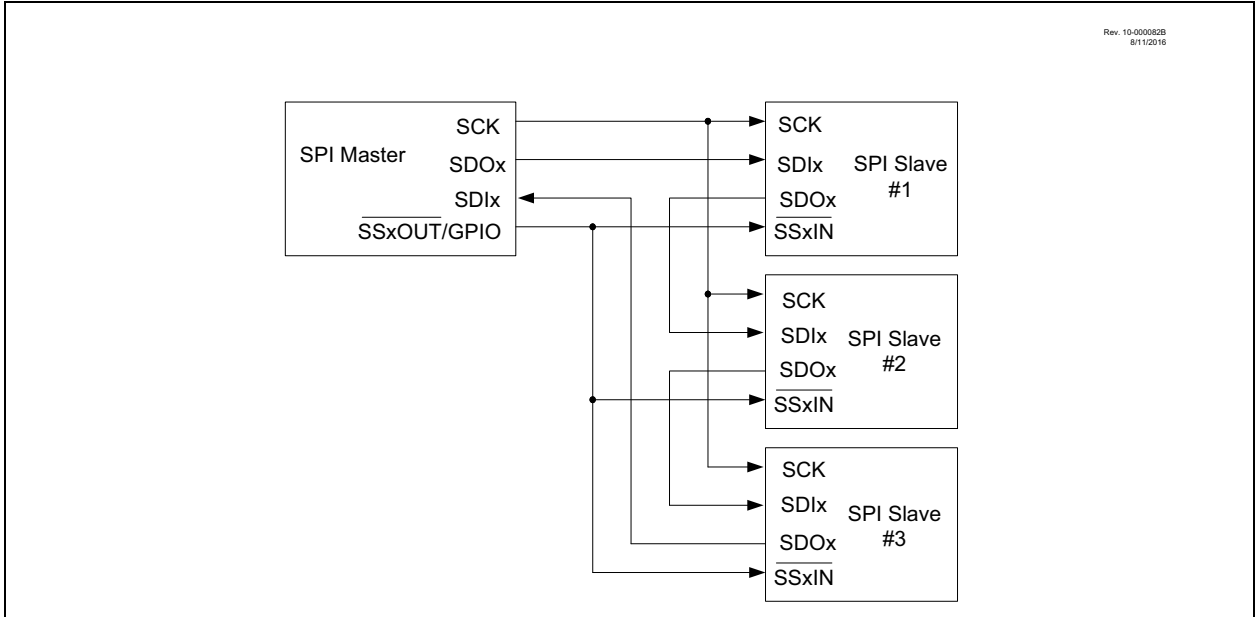 Rev. 10-000082B
8/11/2016
SPI Master
SCK
SDOx
SDIx
SSxOUT/GPIO
SCK
SDIx
SDOx
SSxIN
SPI Slave
#1
SCK
SDIx
SDOx
SSxIN
SPI Slave
#2
SCK
SDIx
SDOx
SSxIN
SPI Slave
#3